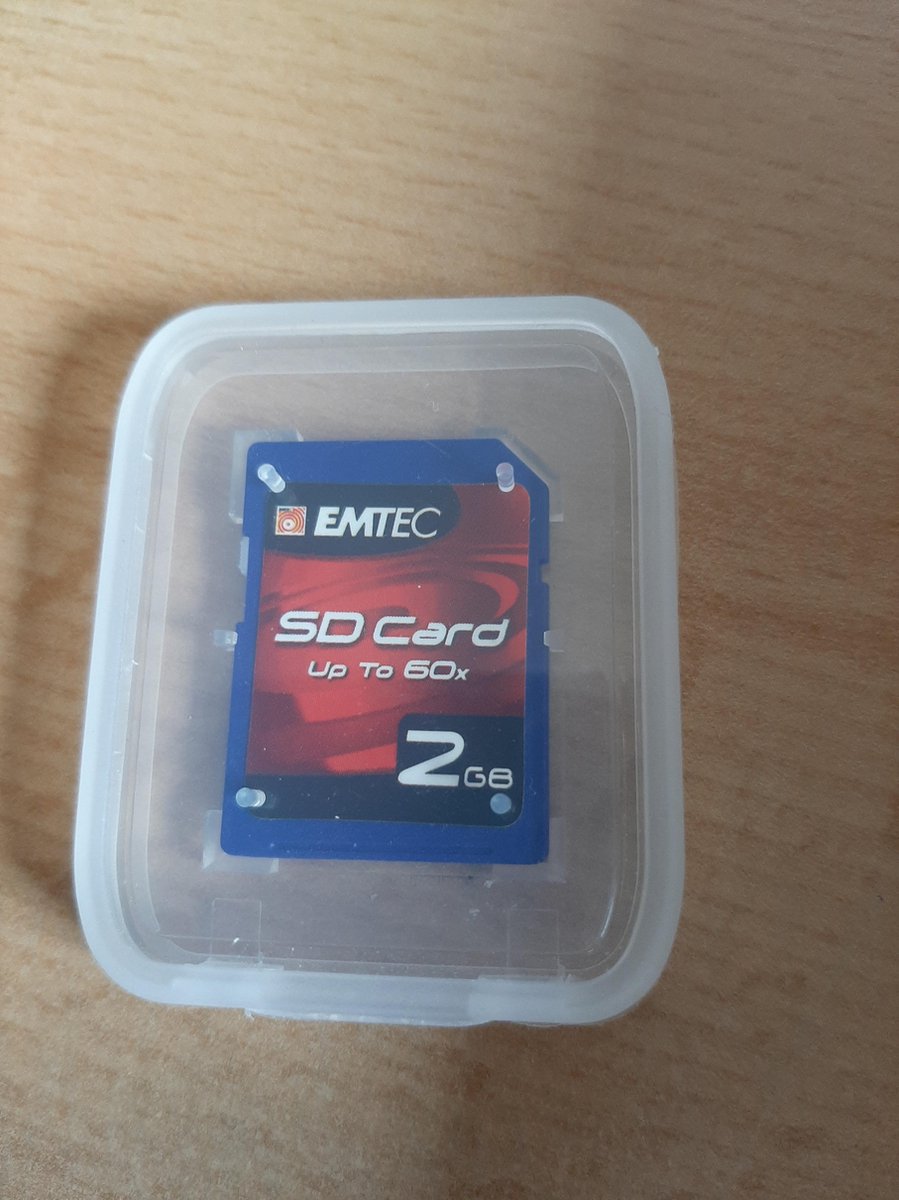 EMTEC
SD Card
Up To 60x
2GB